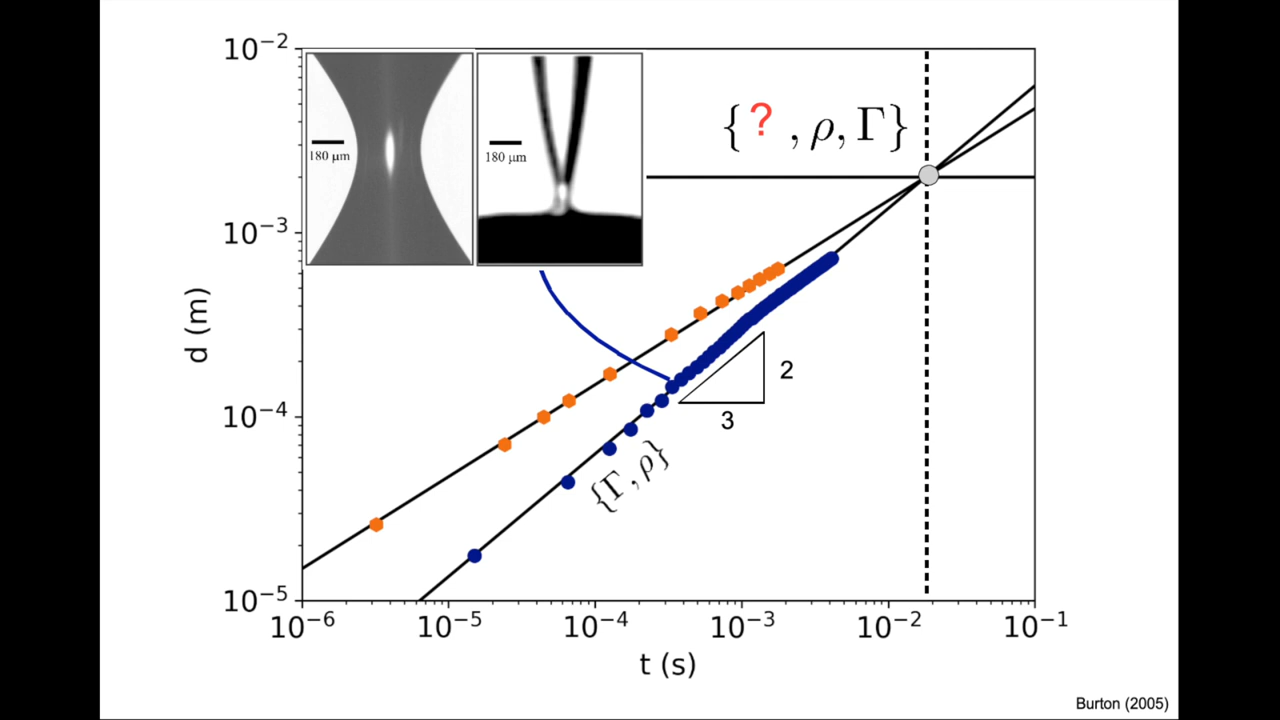 10⁻²
10⁻³
10⁻⁴
10⁻⁵
d (m)
180 μm
180 μm
{ ? , ρ, Γ}
2
3
{Γ, ρ}
10⁻⁶ 10⁻⁵ 10⁻⁴ 10⁻³ 10⁻² 10⁻¹
t (s)
Burton (2005)